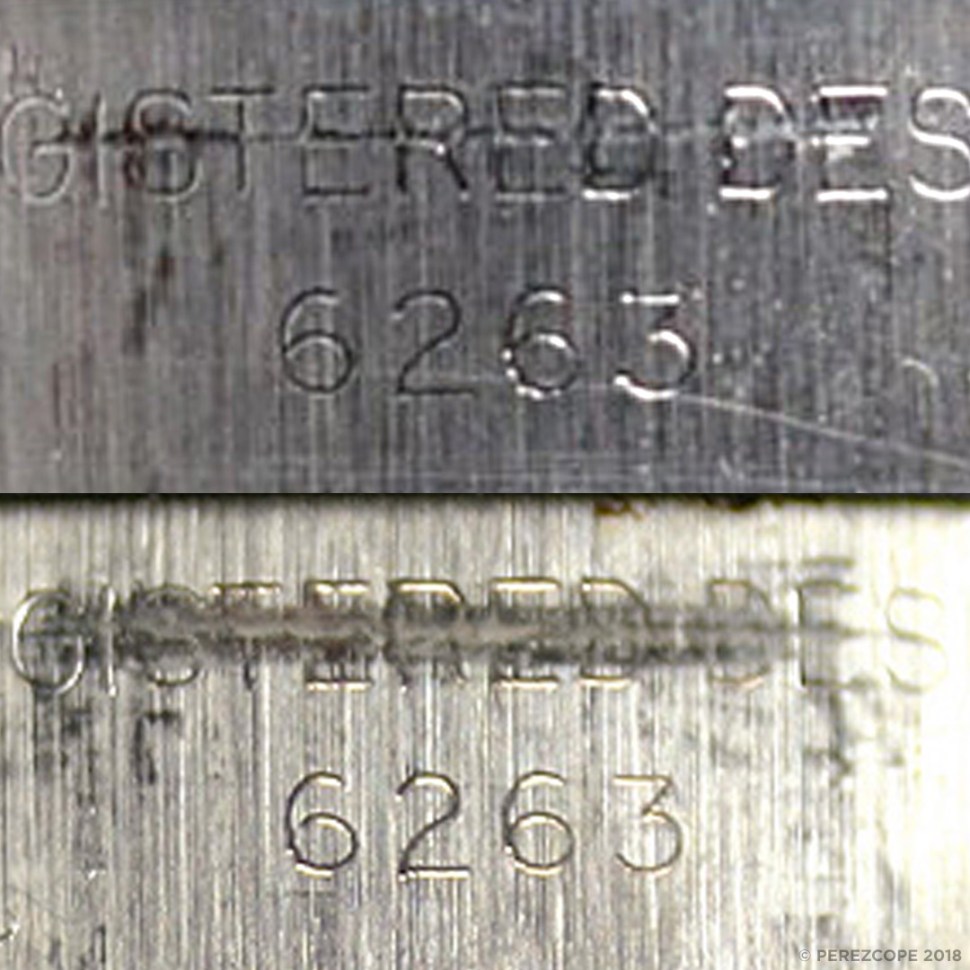 GISTERED DES
6263
GISTERED DES
6263
© PEREZCOPE 2018